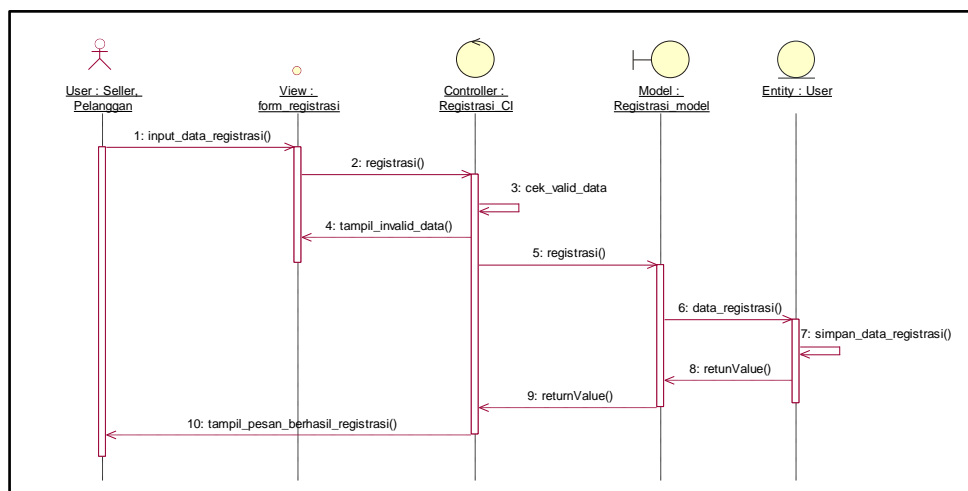 User : Seller,
Pelanggan
View :
form_registrasi
Controller :
Registrasi_CI
Model :
Registrasi_model
Entity : User
1: input_data_registrasi()
2: registrasi()
3: cek_valid_data
4: tampil_invalid_data()
5: registrasi()
6: data_registrasi()
7: simpan_data_registrasi()
8: retunValue()
9: returnValue()
10: tampil_pesan_berhasil_registrasi()